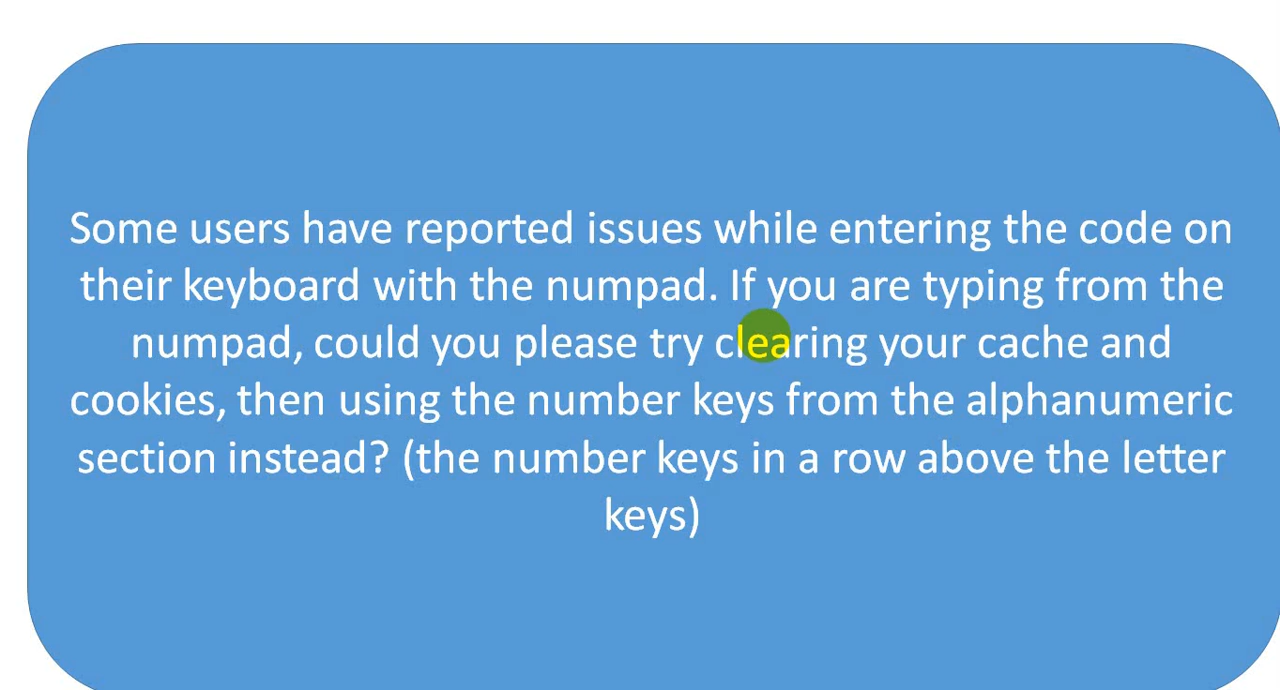 Some users have reported issues while entering the code on
their keyboard with the numpad. If you are typing from the
numpad, could you please try clearing your cache and
cookies, then using the number keys from the alphanumeric
section instead? (the number keys in a row above the letter
keys)